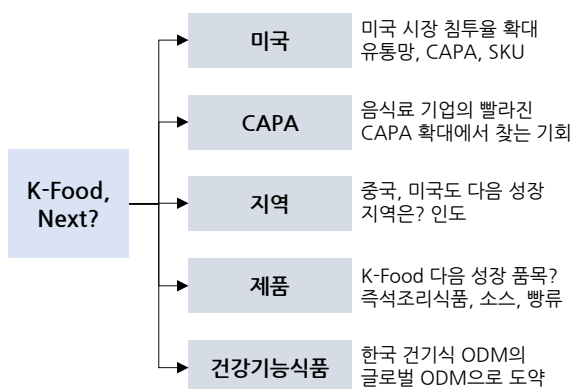 K-Food,
Next?
미국
미국 시장 침투율 확대
유통망, CAPA, SKU
CAPA
음식료 기업의 빨라진
CAPA 확대에서 찾는 기회
지역
중국, 미국도 다음 성장
지역은? 인도
제품
K-Food 다음 성장 품목?
즉석조리식품, 소스, 빵류
건강기능식품
한국 건기식 ODM의
글로벌 ODM으로 도약